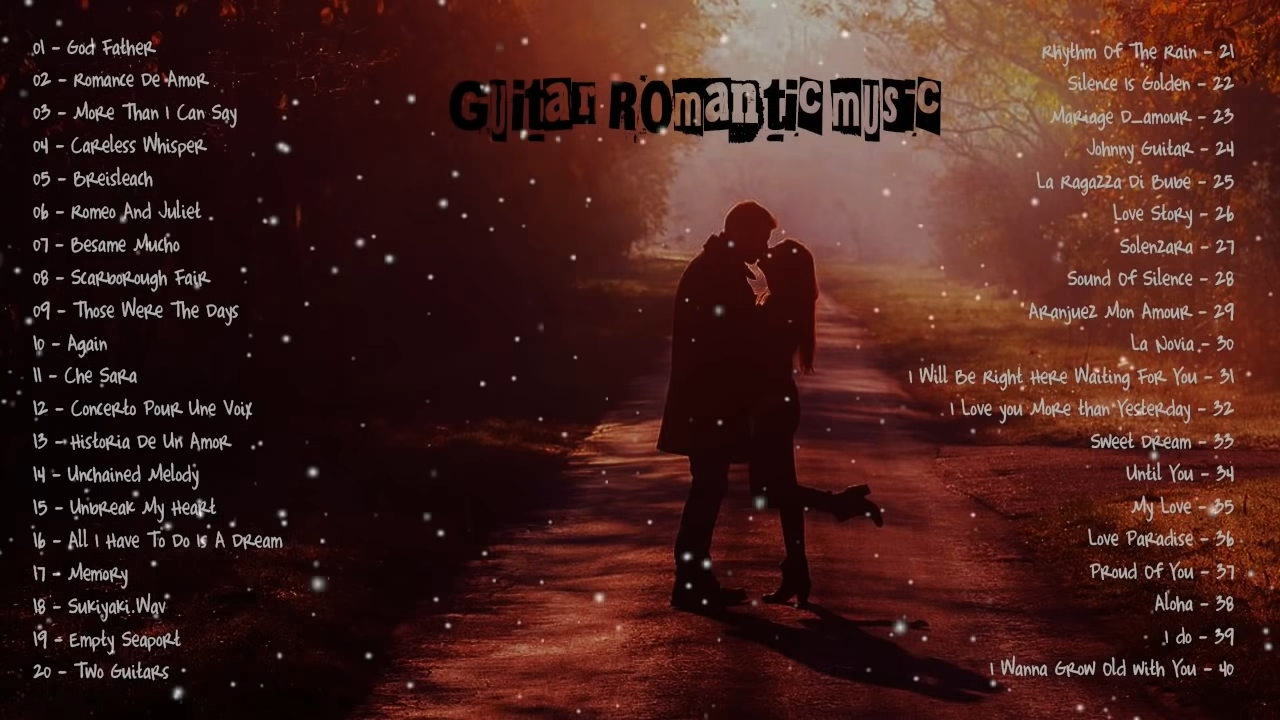 Guitar Romantic music
01 - God Father
02 - Romance De Amor
03 - More Than I Can Say
04 - Careless Whisper
05 - Breisleach
06 - Romeo And Juliet
07 - Besame Mucho
08 - Scarborough Fair
09 - Those Were The Days
10 - Again
11 - Che Sara
12 - Concerto Pour Une Voix
13 - Historia De Un Amor
14 - Unchained Melody
15 - Unbreak My Heart
16 - All I Have To Do Is A Dream
17 - Memory
18 - Sukiyaki.Wav
19 - Empty Seaport
20 - Two Guitars
Rhythm Of The Rain - 21
Silence Is Golden - 22
Mariage D_amour - 23
Johnny Guitar - 24
La Ragazza Di Bube - 25
Love Story - 26
Solenzara - 27
Sound Of Silence - 28
Aranjuez Mon Amour - 29
La Novia - 30
I Will Be Right Here Waiting For You - 31
I Love you More than Yesterday - 32
Sweet Dream - 33
Until You - 34
My Love - 35
Love Paradise - 36
Proud Of You - 37
Aloha - 38
I do - 39
I Wanna Grow Old With You - 40